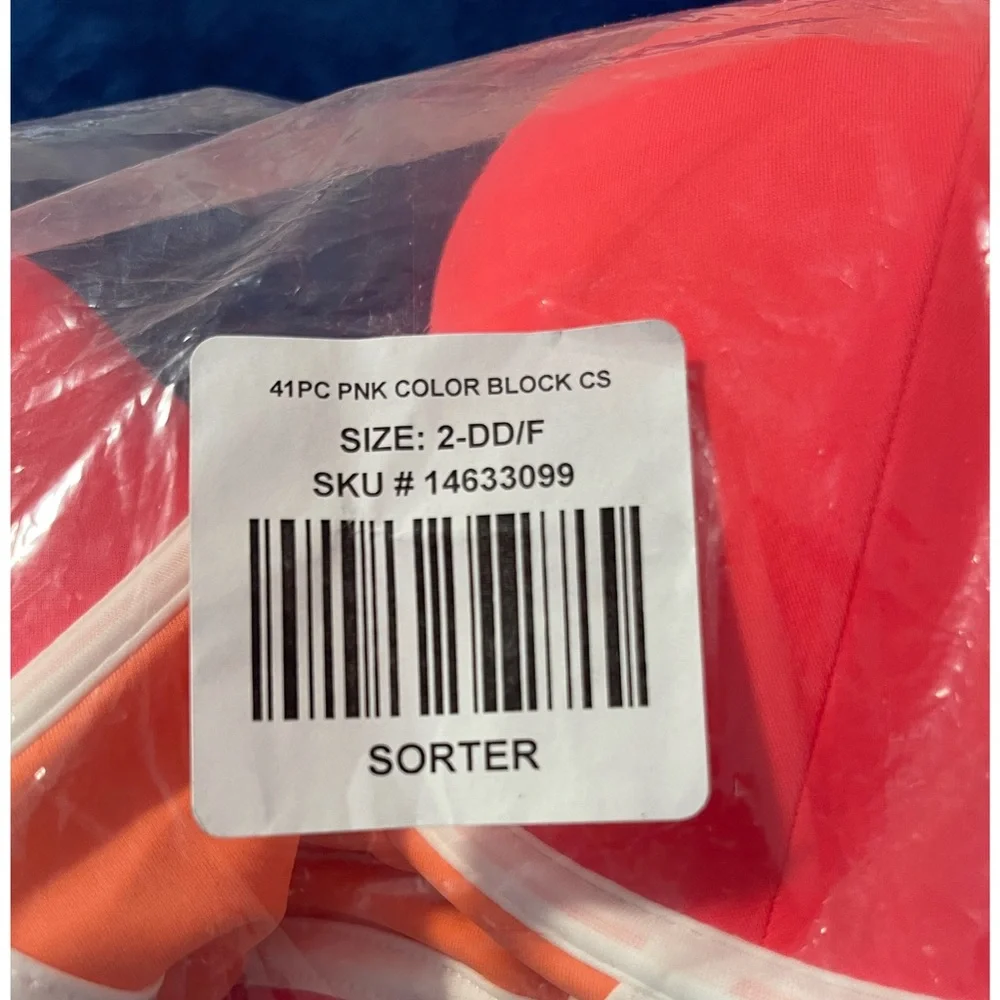 41PC PNK COLOR BLOCK CS
SIZE: 2-DD/F
SKU # 14633099
SORTER